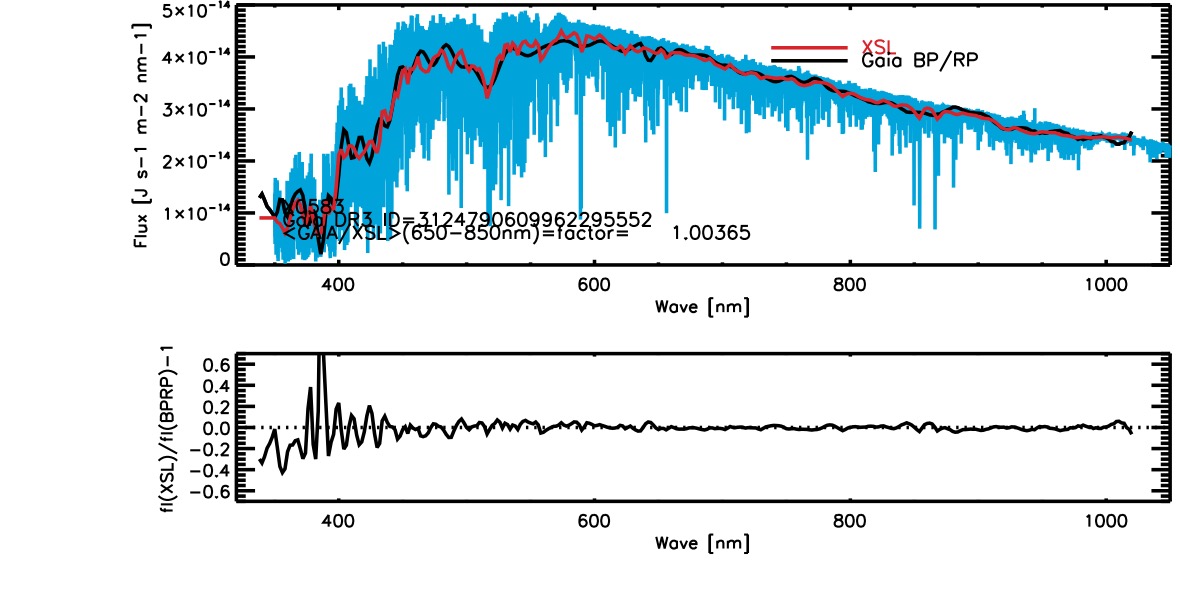 5×10−14
4×10−14
3×10−14
2×10−14
1×10−14
0
Flux [J s−1 m−2 nm−1]
XSL
Gaia BP/RP
X0583
Gaia DR3 ID=3124790609962295552
<GAIA/XSL>(650−850nm)=factor= 1.00365
400 600 800 1000
Wave [nm]
0.6
0.4
0.2
0.0
−0.2
−0.4
−0.6
fl(XSL)/fl(BPRP)−1
400 600 800 1000
Wave [nm]